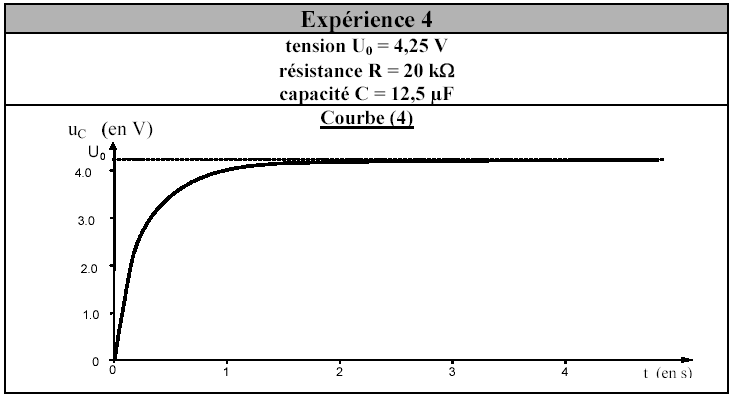 Expérience 4
tension U₀ = 4,25 V
résistance R = 20 kΩ
capacité C = 12,5 µF
Courbe (4)
u_C (en V)
U₀
4.0
3.0
2.0
1.0
0
0 1 2 3 4 t (en s)